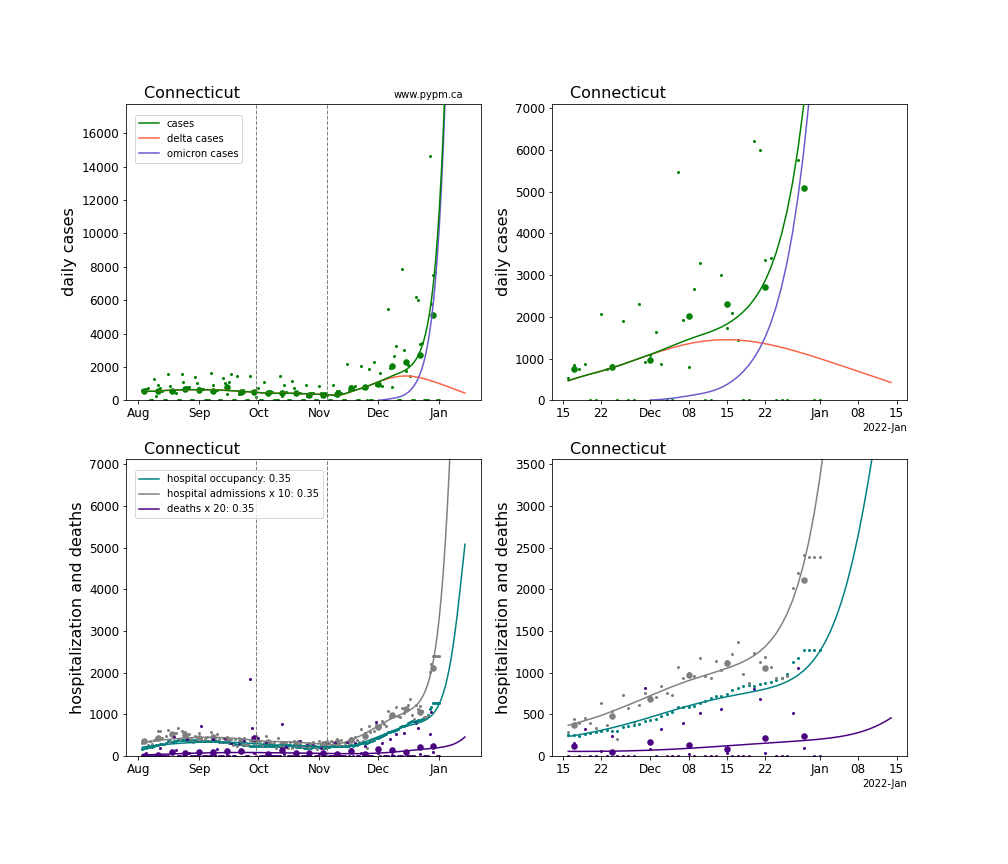 Connecticut
www.pypm.ca
Connecticut
daily cases
16000
14000
12000
10000
8000
6000
4000
2000
0
cases
delta cases
omicron cases
Aug Sep Oct Nov Dec Jan
daily cases
7000
6000
5000
4000
3000
2000
1000
0
15 22 Dec 08 15 22 Jan 08 15
2022-Jan
Connecticut
Connecticut
hospitalization and deaths
7000
6000
5000
4000
3000
2000
1000
0
hospital occupancy: 0.35
hospital admissions x 10: 0.35
deaths x 20: 0.35
Aug Sep Oct Nov Dec Jan
hospitalization and deaths
3500
3000
2500
2000
1500
1000
500
0
15 22 Dec 08 15 22 Jan 08 15
2022-Jan